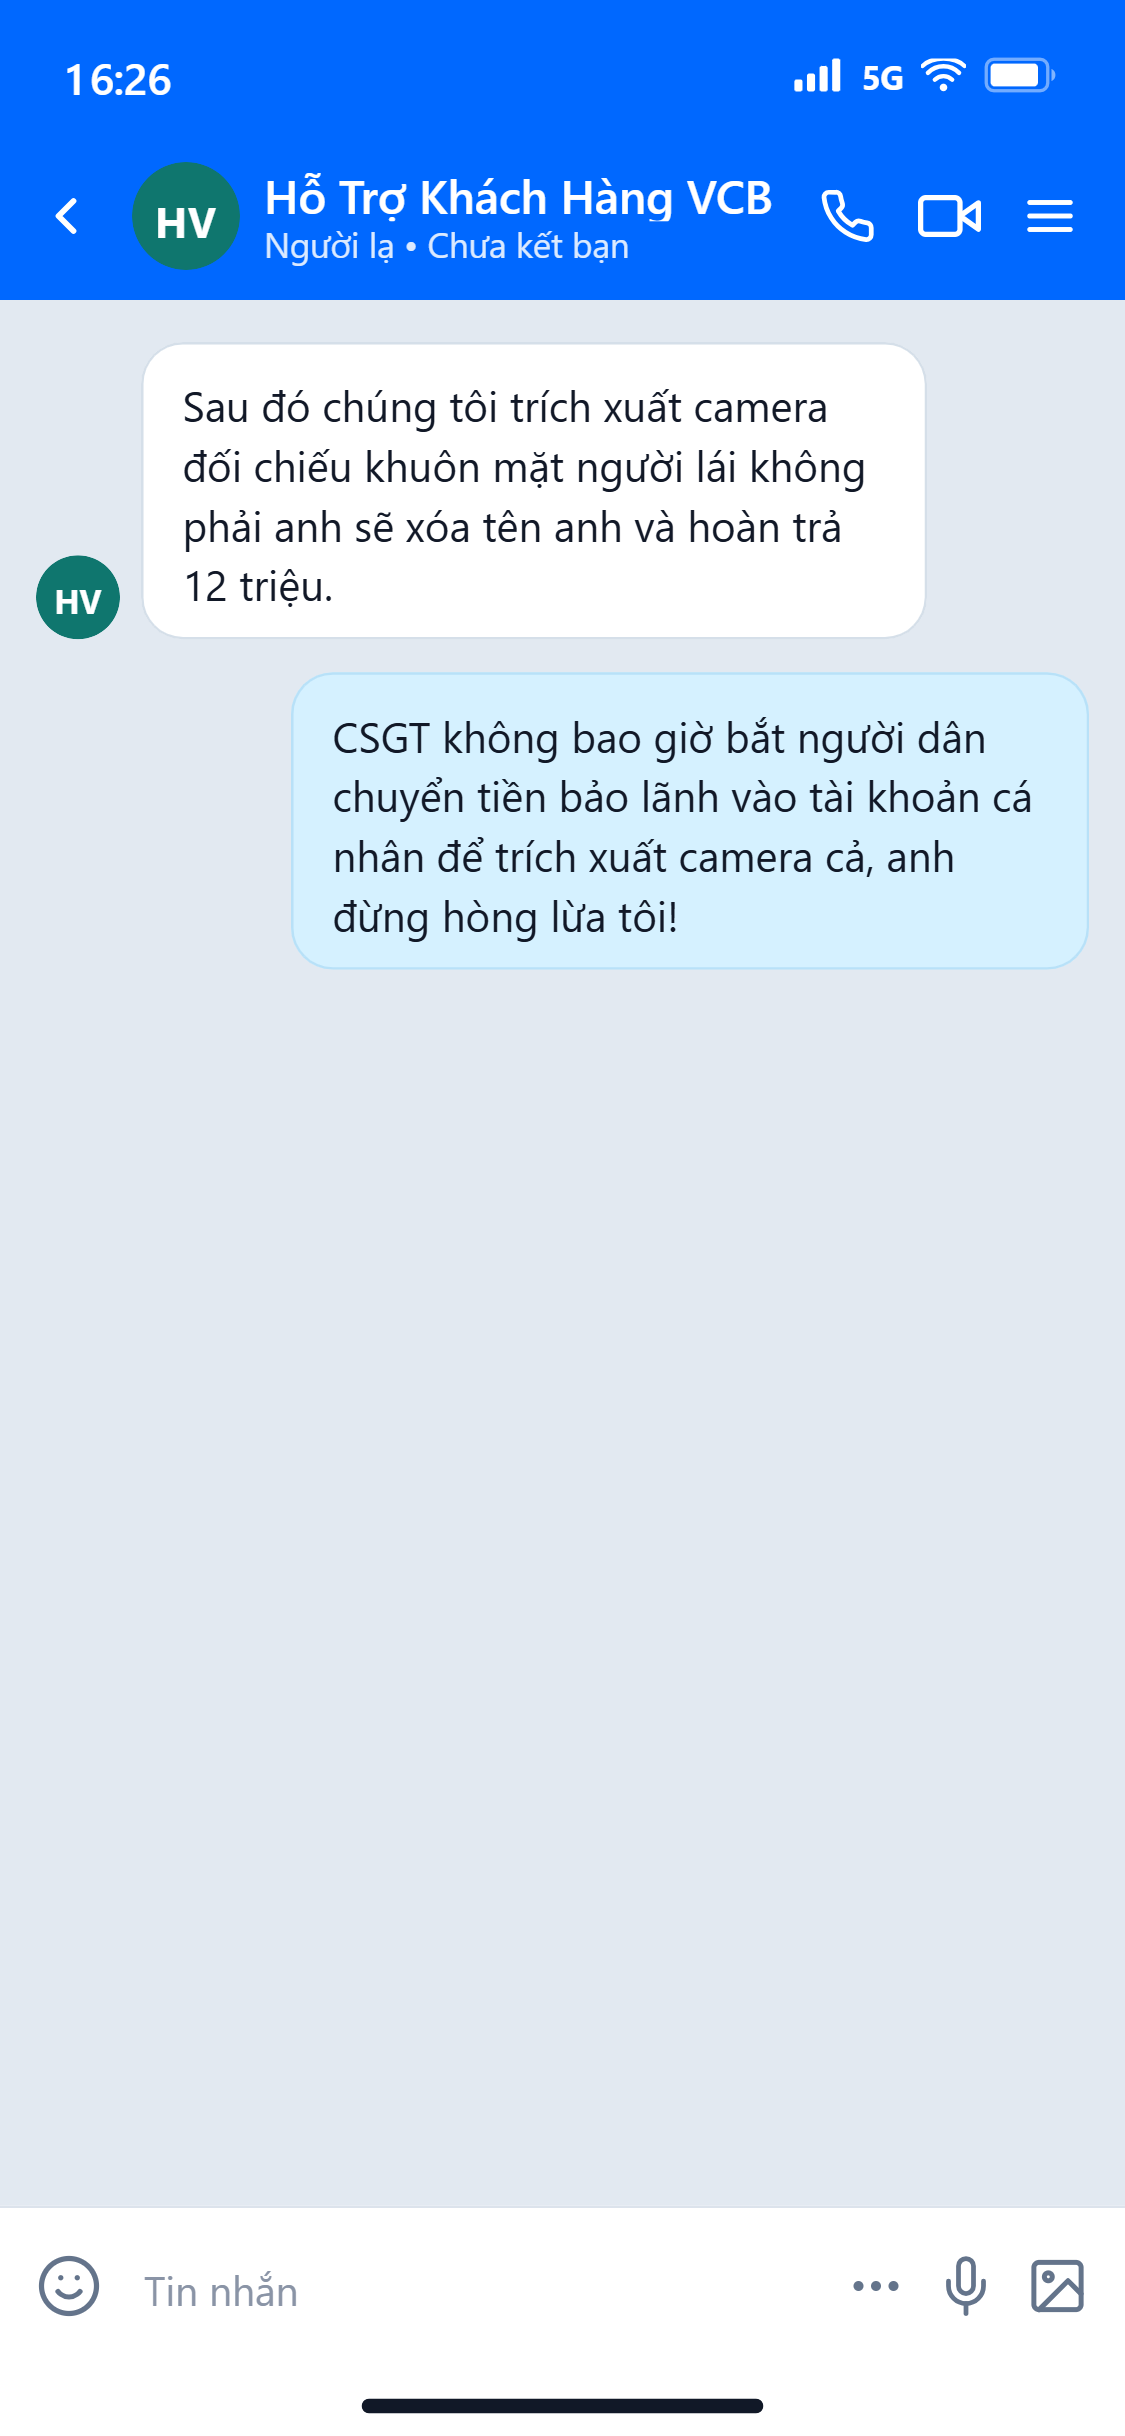 16:26
5G
HV
Hỗ Trợ Khách Hàng VCB
Người lạ • Chưa kết bạn
Sau đó chúng tôi trích xuất camera
đối chiếu khuôn mặt người lái không
phải anh sẽ xóa tên anh và hoàn trả
12 triệu.
HV
CSGT không bao giờ bắt người dân
chuyển tiền bảo lãnh vào tài khoản cá
nhân để trích xuất camera cả, anh
đừng hòng lừa tôi!
Tin nhắn